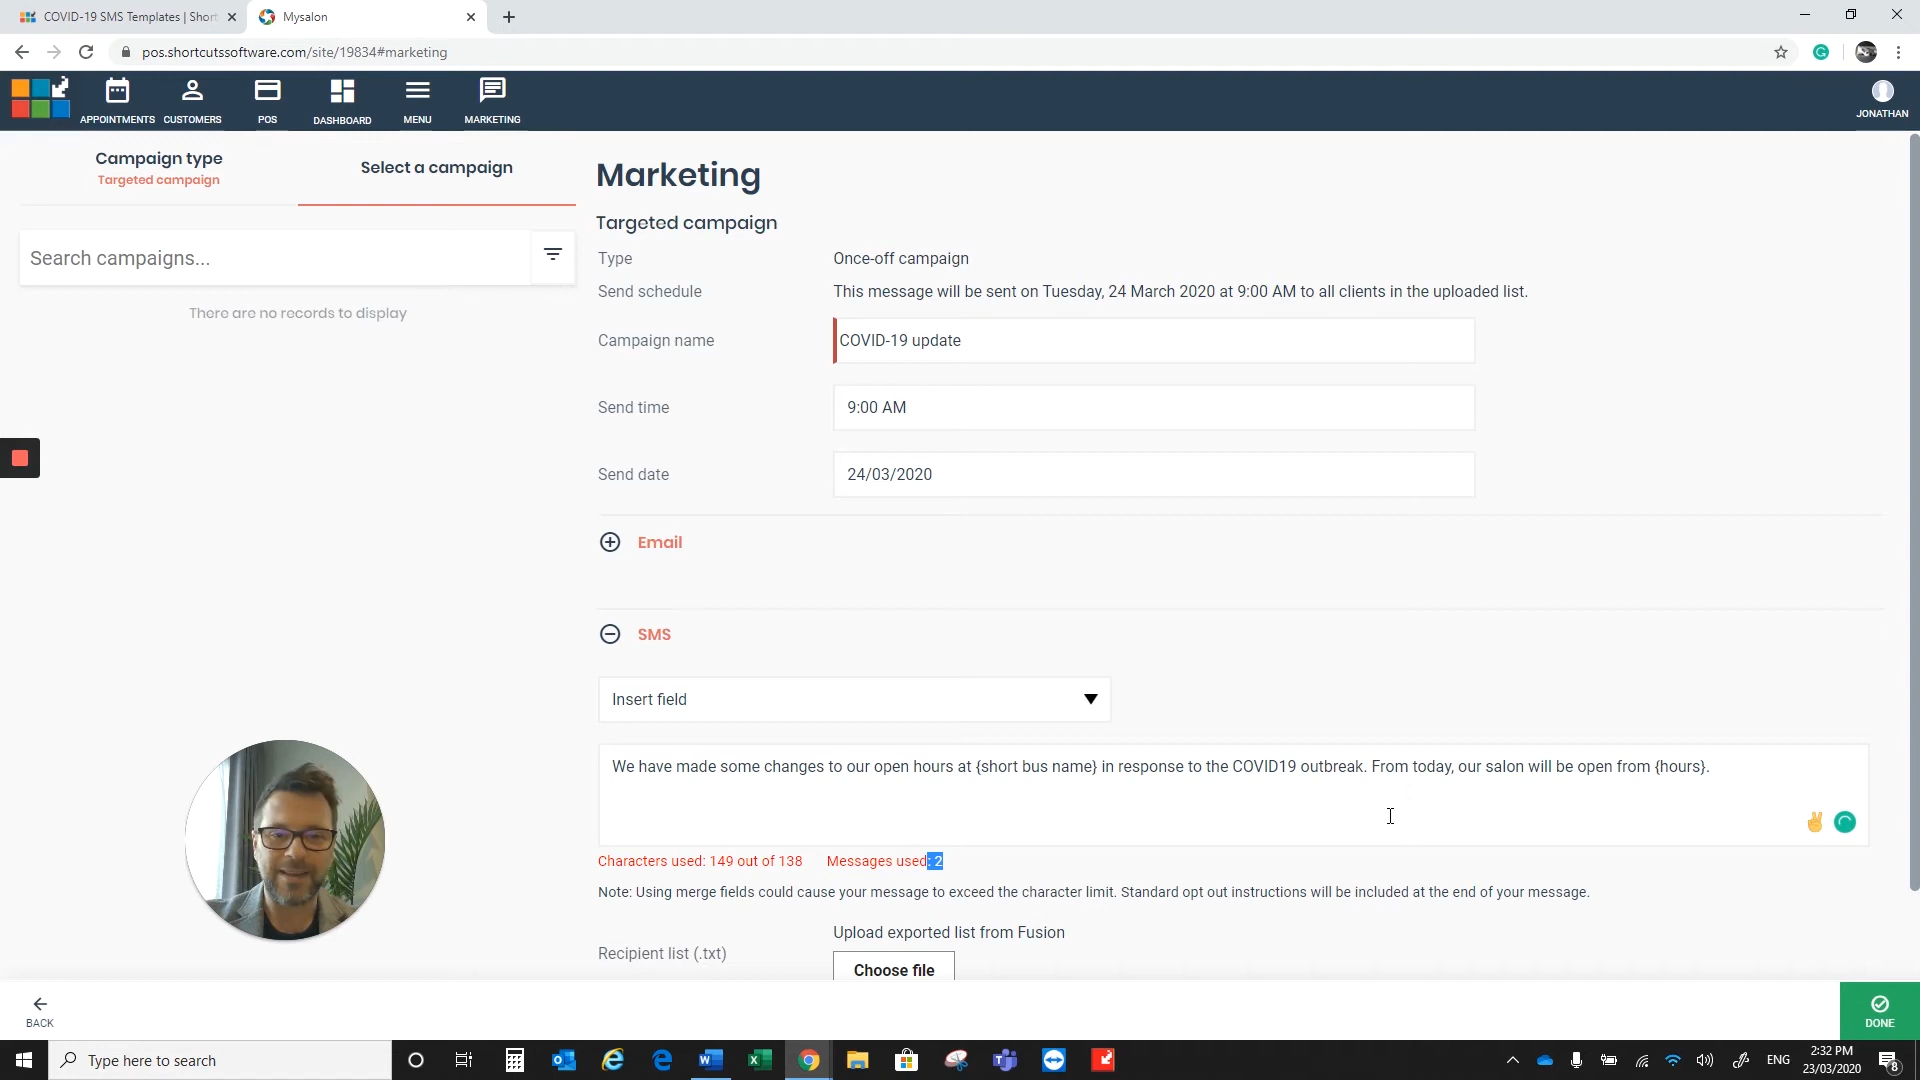 COVID-19 SMS Templates | Short
Mysalon
pos.shortcutssoftware.com/site/19834#marketing
APPOINTMENTS CUSTOMERS POS DASHBOARD MENU MARKETING JONATHAN
Campaign type
Targeted campaign
Select a campaign
Search campaigns...
There are no records to display
Marketing
Targeted campaign
Type Once-off campaign
Send schedule This message will be sent on Tuesday, 24 March 2020 at 9:00 AM to all clients in the uploaded list.
Campaign name COVID-19 update
Send time 9:00 AM
Send date 24/03/2020
Email
SMS
Insert field
We have made some changes to our open hours at {short bus name} in response to the COVID19 outbreak. From today, our salon will be open from {hours}.
Characters used: 149 out of 138 Messages used: 2
Note: Using merge fields could cause your message to exceed the character limit. Standard opt out instructions will be included at the end of your message.
Upload exported list from Fusion
Recipient list (.txt)
Choose file
BACK
DONE
Type here to search
ENG
2:32 PM
23/03/2020
8